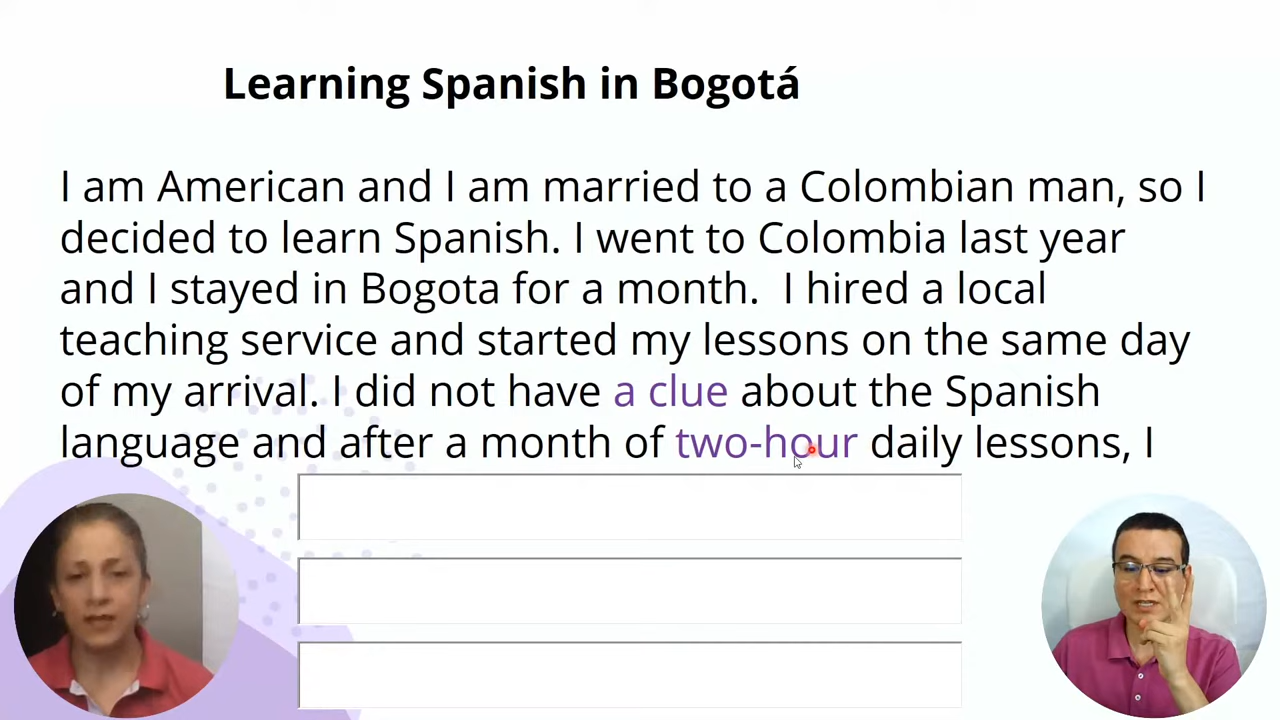 Learning Spanish in Bogotá
I am American and I am married to a Colombian man, so I
decided to learn Spanish. I went to Colombia last year
and I stayed in Bogota for a month.  I hired a local
teaching service and started my lessons on the same day
of my arrival. I did not have a clue about the Spanish
language and after a month of two-hour daily lessons, I